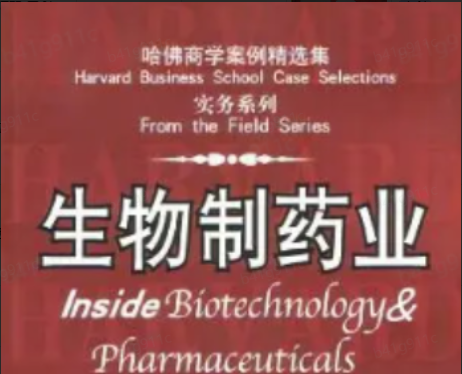 哈佛商学案例精选集
Harvard Business School Case Selections
实务系列
From the Field Series
生物制药业
Inside Biotechnology&
Pharmaceuticals